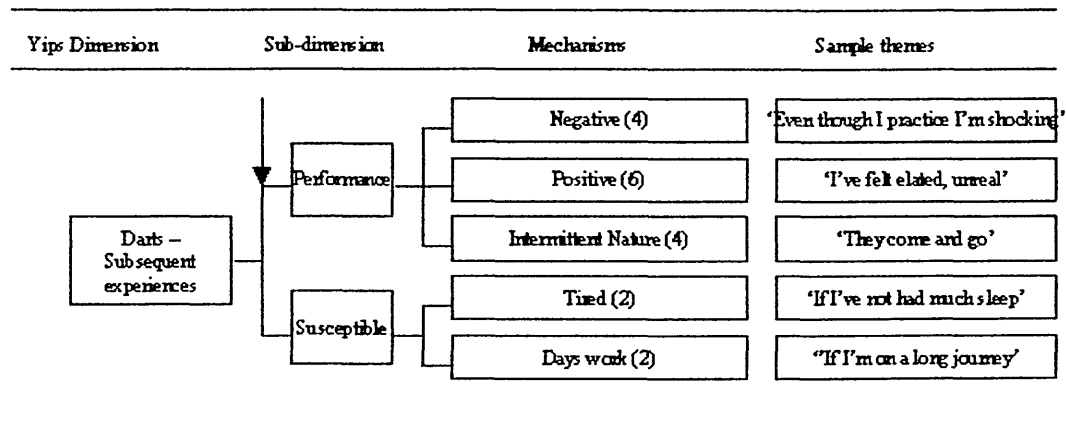 Yips Dimension Sub-dimension Mechanisms Sample themes
Negative (4) 'Even though I practice I'm shocking'
Performance Positive (6) 'I've felt elated, unreal'
Intermittent Nature (4) 'They come and go'
Darts –
Subsequent
experiences
Tired (2) 'If I've not had much sleep'
Susceptible
Days work (2) ''If I'm on a long journey'